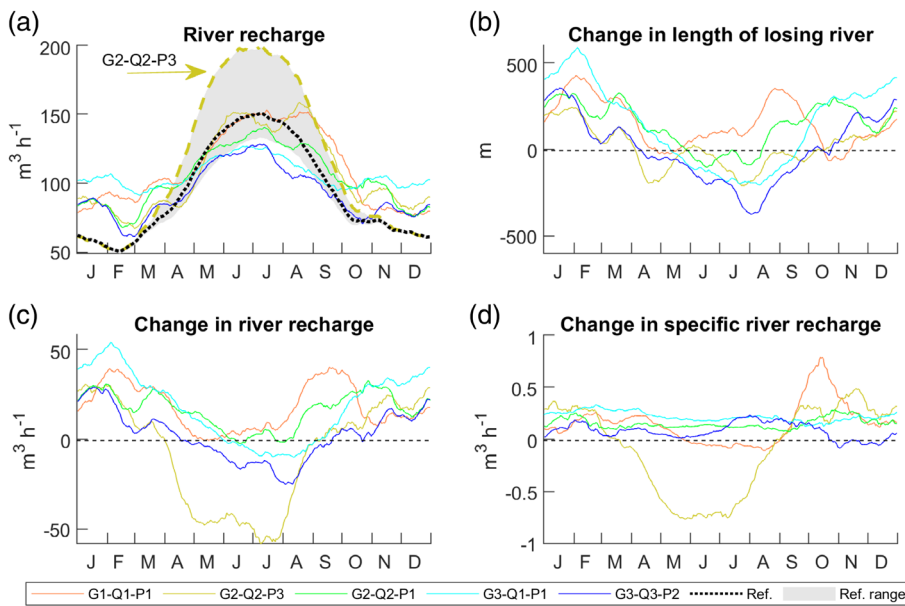 (a)
River recharge
G2-Q2-P3
200
150
100
50
m³ h⁻¹
J F M A M J J A S O N D
(b)
Change in length of losing river
500
0
-500
m
J F M A M J J A S O N D
(c)
Change in river recharge
50
0
-50
m³ h⁻¹
J F M A M J J A S O N D
(d)
Change in specific river recharge
1
0.5
0
-0.5
-1
m³ h⁻¹
J F M A M J J A S O N D
G1-Q1-P1 G2-Q2-P3 G2-Q2-P1 G3-Q1-P1 G3-Q3-P2 Ref. Ref. range